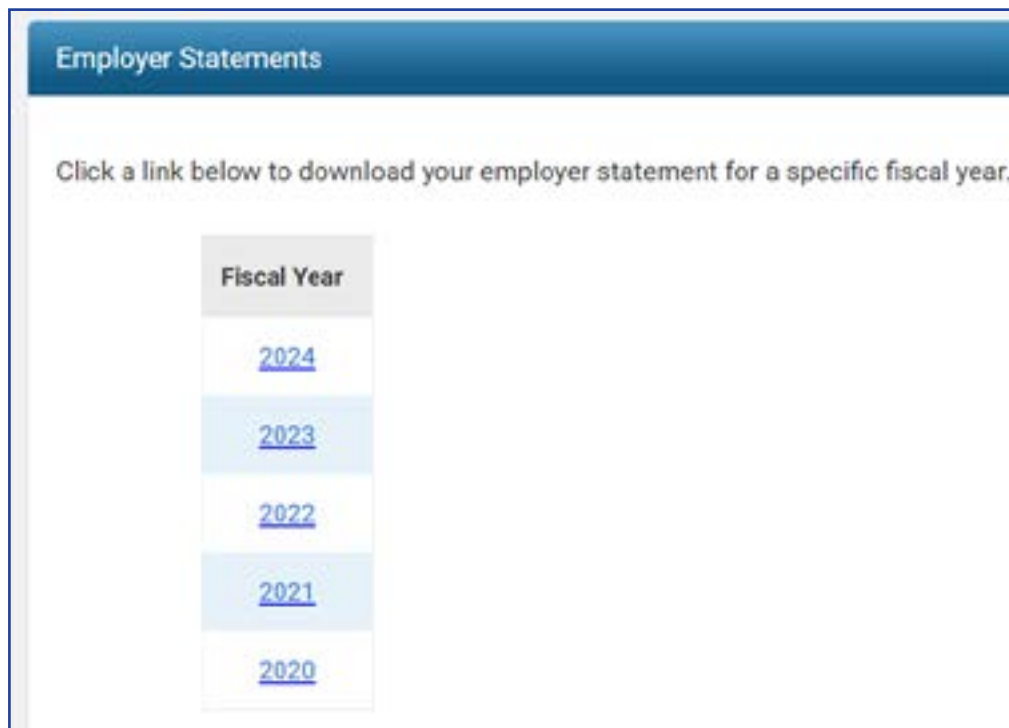 Employer Statements
Click a link below to download your employer statement for a specific fiscal year.
Fiscal Year
2024
2023
2022
2021
2020